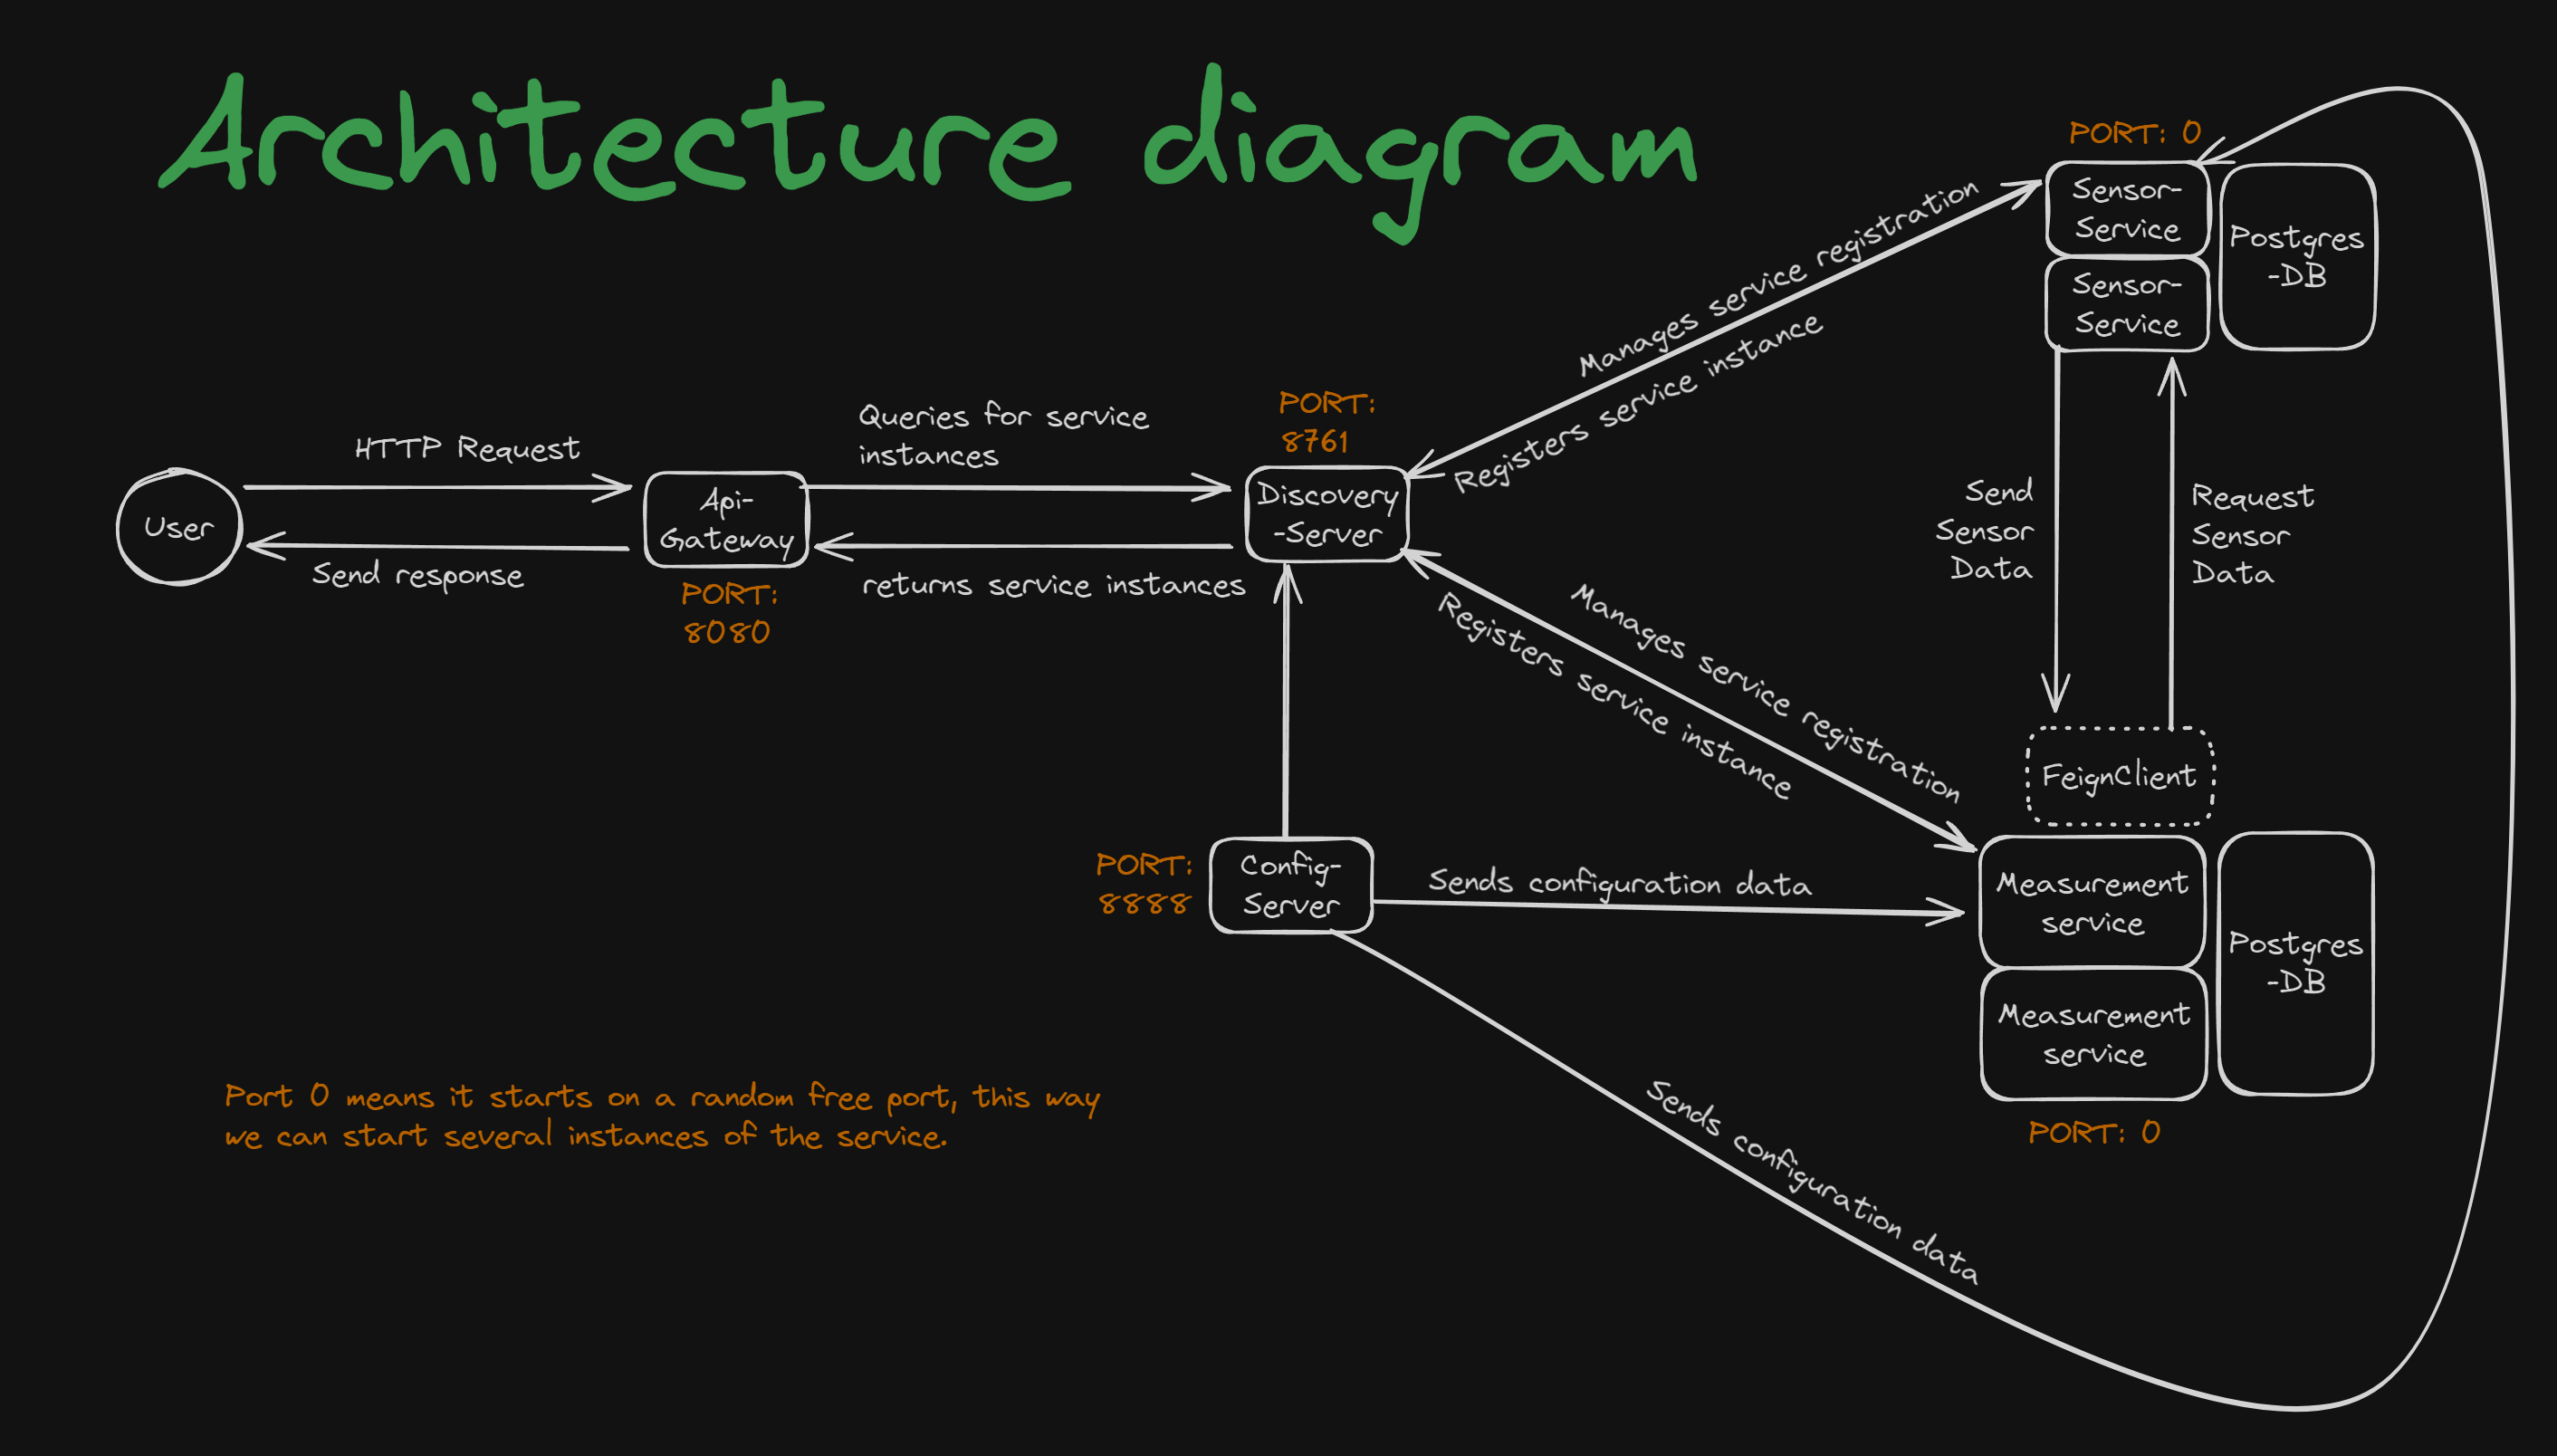 Architecture diagram
PORT: 0
Sensor-
Service
Sensor-
Service
Postgres
-DB
Manages service registration
Registers service instance
PORT:
8761
Queries for service
instances
HTTP Request
User
Api-
Gateway
Discovery
-Server
Send response
returns service instances
PORT:
8080
Send
Sensor
Data
Request
Sensor
Data
Manages service registration
Registers service instance
FeignClient
PORT:
8888
Config-
Server
Sends configuration data
Measurement
service
Measurement
service
Postgres
-DB
PORT: 0
Sends configuration data
Port 0 means it starts on a random free port, this way
we can start several instances of the service.